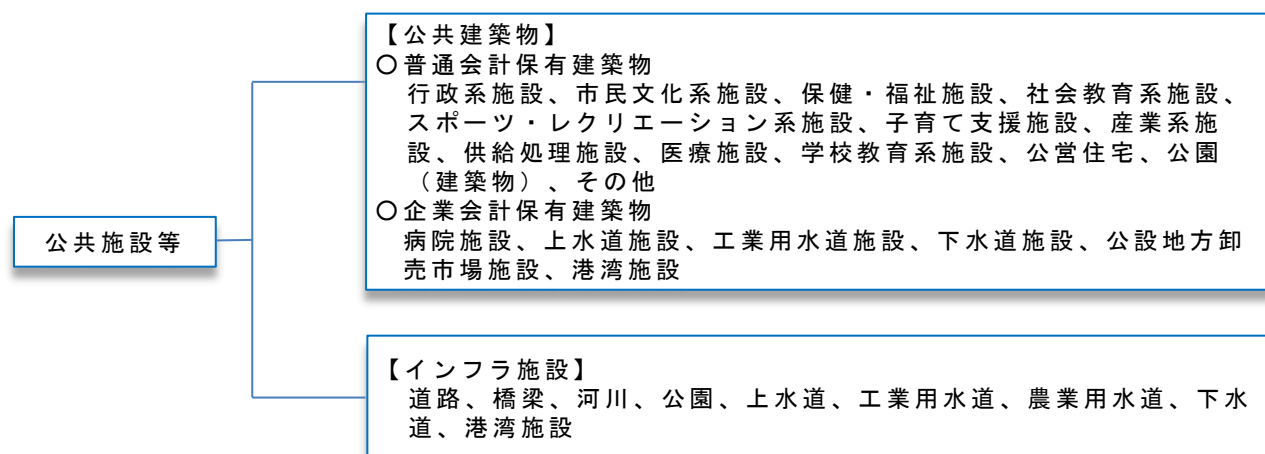 公共施設等
【公共建築物】
〇普通会計保有建築物
行政系施設、市民文化系施設、保健・福祉施設、社会教育系施設、
スポーツ・レクリエーション系施設、子育て支援施設、産業系施
設、供給処理施設、医療施設、学校教育系施設、公営住宅、公園
（建築物）、その他
〇企業会計保有建築物
病院施設、上水道施設、工業用水道施設、下水道施設、公設地方卸
売市場施設、港湾施設
【インフラ施設】
道路、橋梁、河川、公園、上水道、工業用水道、農業用水道、下水
道、港湾施設